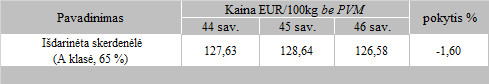 Pavadinimas Kaina EUR/100kg be PVM pokytis %
44 sav. 45 sav. 46 sav.
Išdarinėta skerdenėlė
(A klasė, 65 %) 127,63 128,64 126,58 -1,60